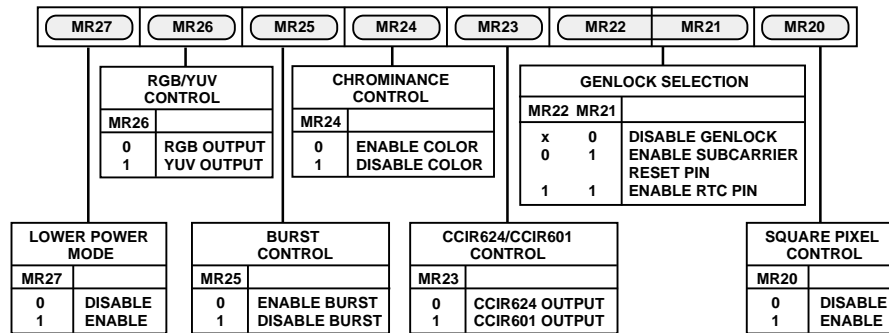 MR27 MR26 MR25 MR24 MR23 MR22 MR21 MR20
RGB/YUV
CONTROL
MR26
0 RGB OUTPUT
1 YUV OUTPUT
CHROMINANCE
CONTROL
MR24
0 ENABLE COLOR
1 DISABLE COLOR
GENLOCK SELECTION
MR22 MR21
x 0 DISABLE GENLOCK
0 1 ENABLE SUBCARRIER
RESET PIN
1 1 ENABLE RTC PIN
LOWER POWER
MODE
MR27
0 DISABLE
1 ENABLE
BURST
CONTROL
MR25
0 ENABLE BURST
1 DISABLE BURST
CCIR624/CCIR601
CONTROL
MR23
0 CCIR624 OUTPUT
1 CCIR601 OUTPUT
SQUARE PIXEL
CONTROL
MR20
0 DISABLE
1 ENABLE